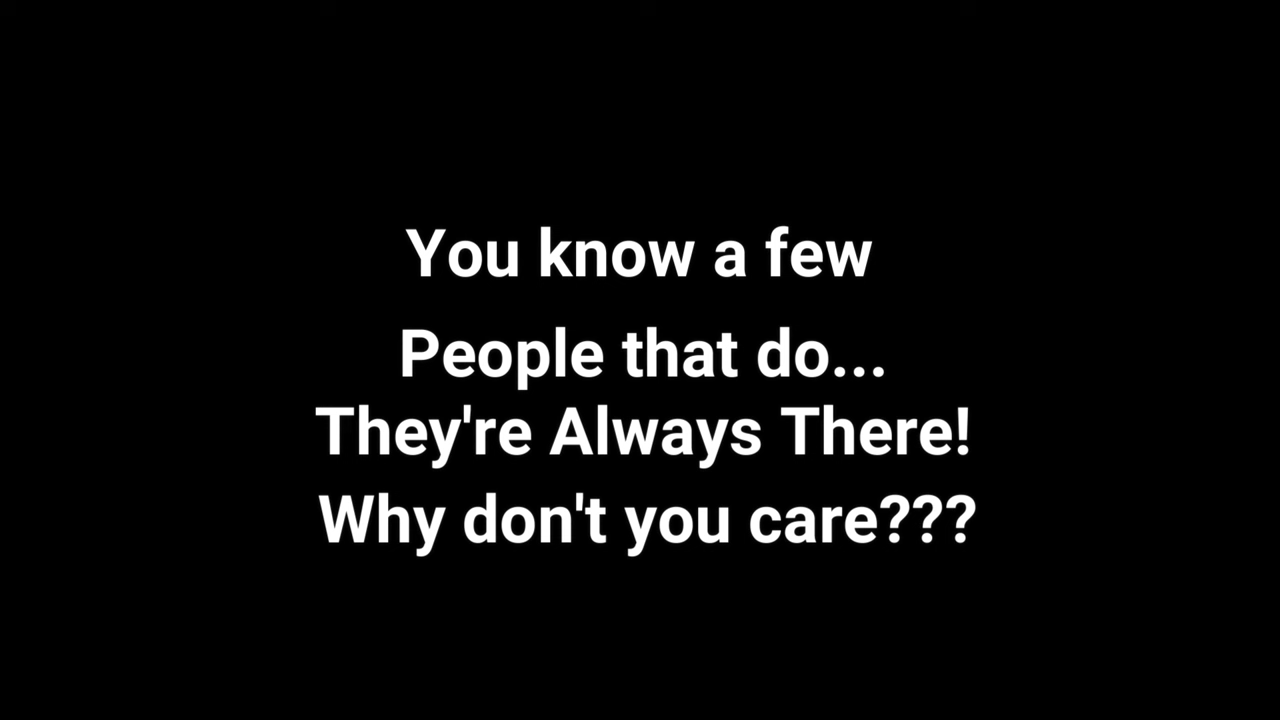 You know a few
People that do...
They're Always There!
Why don't you care???